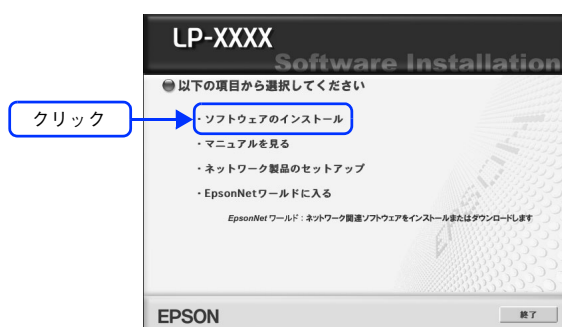 LP-XXXX
Software Installation
以下の項目から選択してください
クリック
・ソフトウェアのインストール
・マニュアルを見る
・ネットワーク製品のセットアップ
・EpsonNetワールドに入る
EpsonNet ワールド：ネットワーク関連ソフトウェアをインストールまたはダウンロードします
EPSON
EPSON
終了